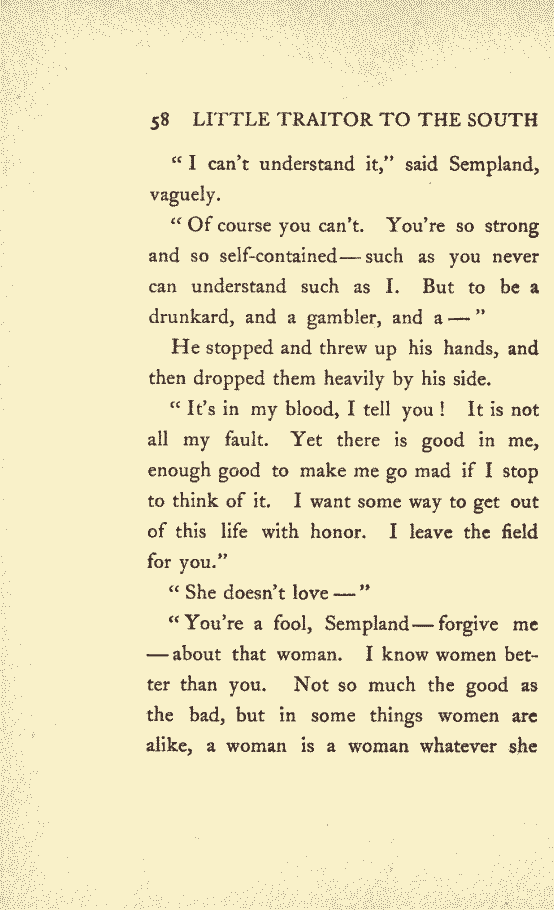 58 LITTLE TRAITOR TO THE SOUTH
“ I can’t understand it,” said Sempland,
vaguely.
“ Of course you can’t. You’re so strong
and so self-contained — such as you never
can understand such as I. But to be a
drunkard, and a gambler, and a — ”
He stopped and threw up his hands, and
then dropped them heavily by his side.
“ It’s in my blood, I tell you ! It is not
all my fault. Yet there is good in me,
enough good to make me go mad if I stop
to think of it. I want some way to get out
of this life with honor. I leave the field
for you.”
“ She doesn’t love — ”
“ You’re a fool, Sempland — forgive me
— about that woman. I know women bet-
ter than you. Not so much the good as
the bad, but in some things women are
alike, a woman is a woman whatever she